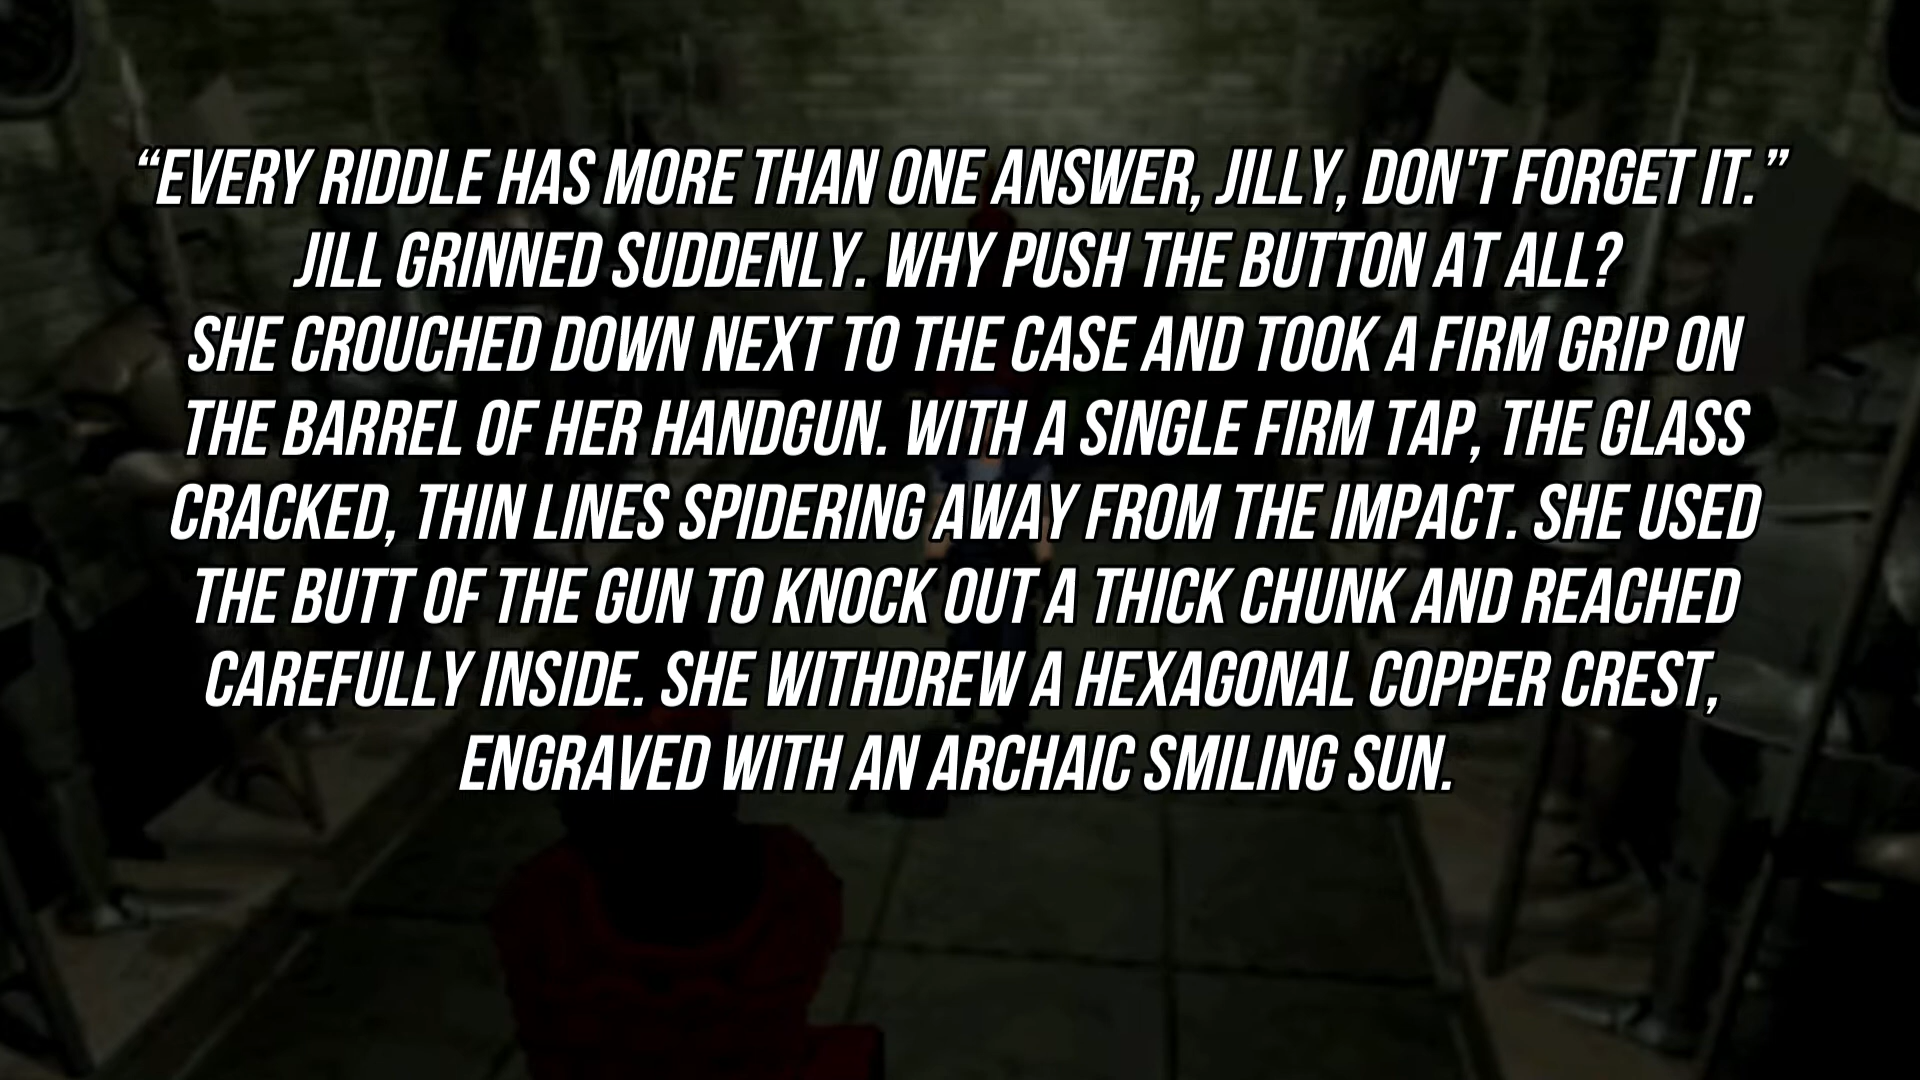 “EVERY RIDDLE HAS MORE THAN ONE ANSWER, JILLY, DON'T FORGET IT.”
JILL GRINNED SUDDENLY. WHY PUSH THE BUTTON AT ALL?
SHE CROUCHED DOWN NEXT TO THE CASE AND TOOK A FIRM GRIP ON
THE BARREL OF HER HANDGUN. WITH A SINGLE FIRM TAP, THE GLASS
CRACKED, THIN LINES SPIDERING AWAY FROM THE IMPACT. SHE USED
THE BUTT OF THE GUN TO KNOCK OUT A THICK CHUNK AND REACHED
CAREFULLY INSIDE. SHE WITHDREW A HEXAGONAL COPPER CREST,
ENGRAVED WITH AN ARCHAIC SMILING SUN.